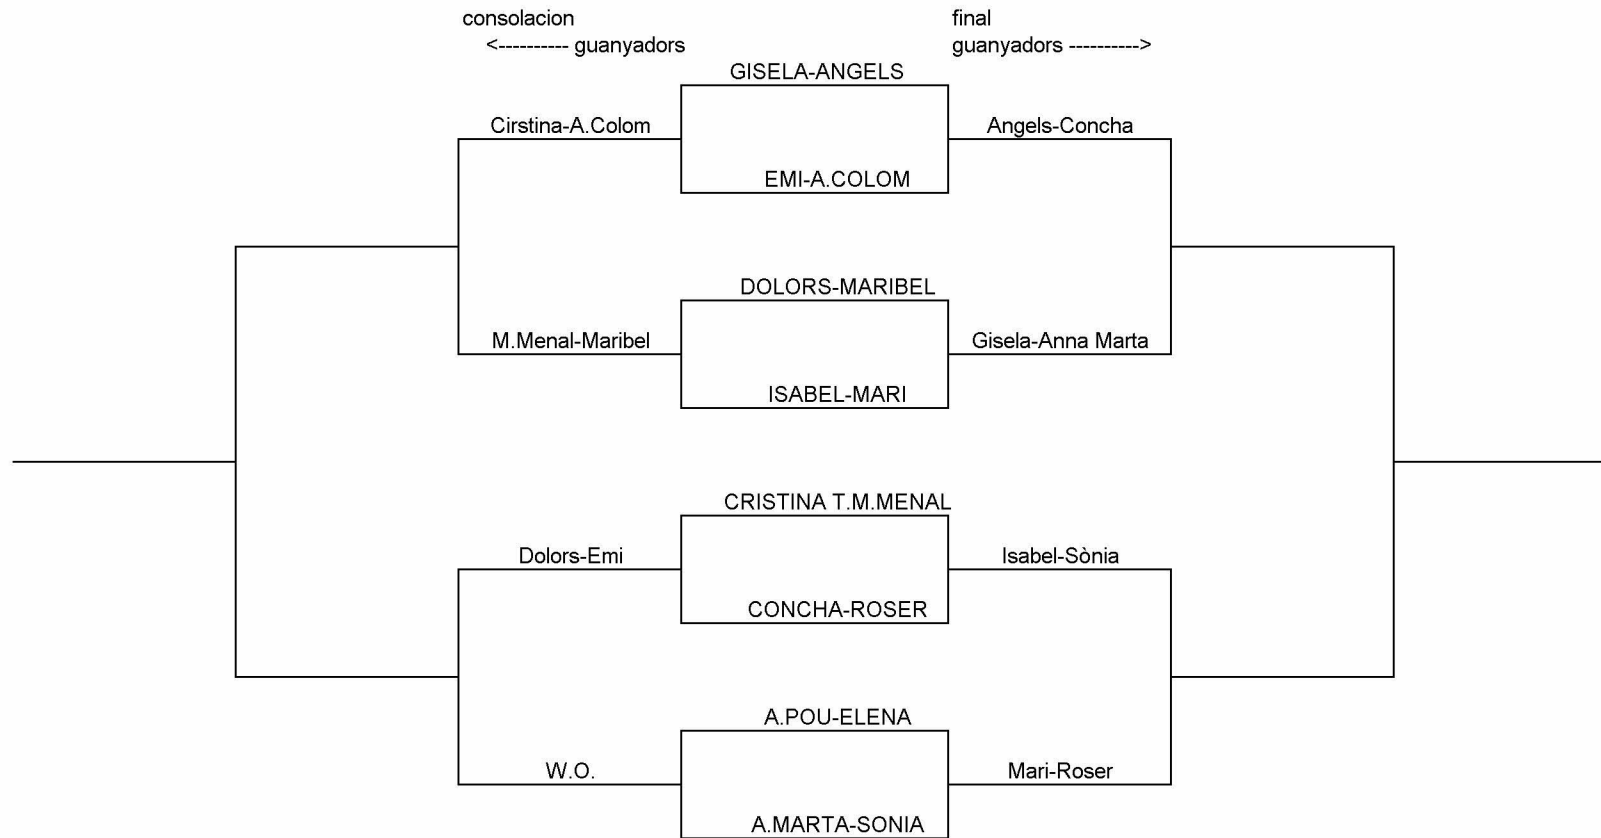 consolacion
final
<---------- guanyadors
guanyadors ---------->
GISELA-ANGELS
Cirstina-A.Colom
Angels-Concha
EMI-A.COLOM
DOLORS-MARIBEL
M.Menal-Maribel
Gisela-Anna Marta
ISABEL-MARI
CRISTINA T.M.MENAL
Dolors-Emi
Isabel-Sònia
CONCHA-ROSER
A.POU-ELENA
W.O.
Mari-Roser
A.MARTA-SONIA